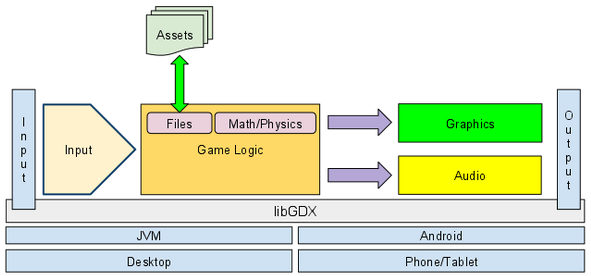 Assets
Input
Input
Files
Math/Physics
Game Logic
Graphics
Audio
Output
libGDX
JVM
Android
Desktop
Phone/Tablet